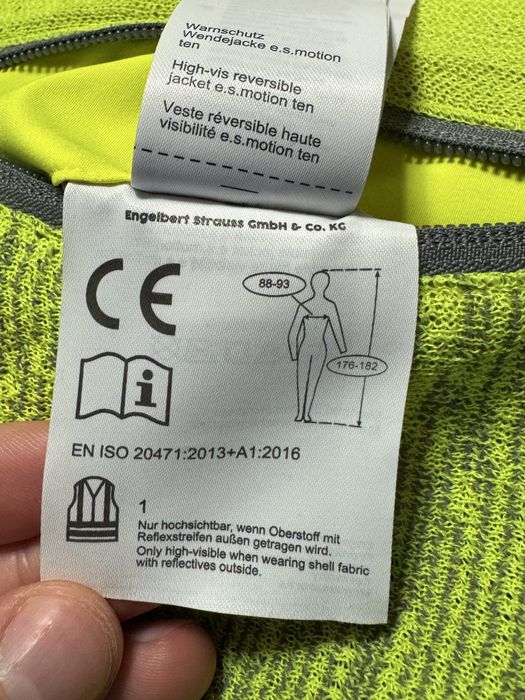 Warnschutz
Wendejacke e.s.motion
ten
High-vis reversible
jacket e.s.motion ten
Veste réversible haute
visibilité e.s.motion ten
Engelbert Strauss GmbH & Co. KG
CE
88-93
176-182
i
EN ISO 20471:2013+A1:2016
1
Nur hochsichtbar, wenn Oberstoff mit
Reflexstreifen außen getragen wird.
Only high-visible when wearing shell fabric
with reflectives outside.